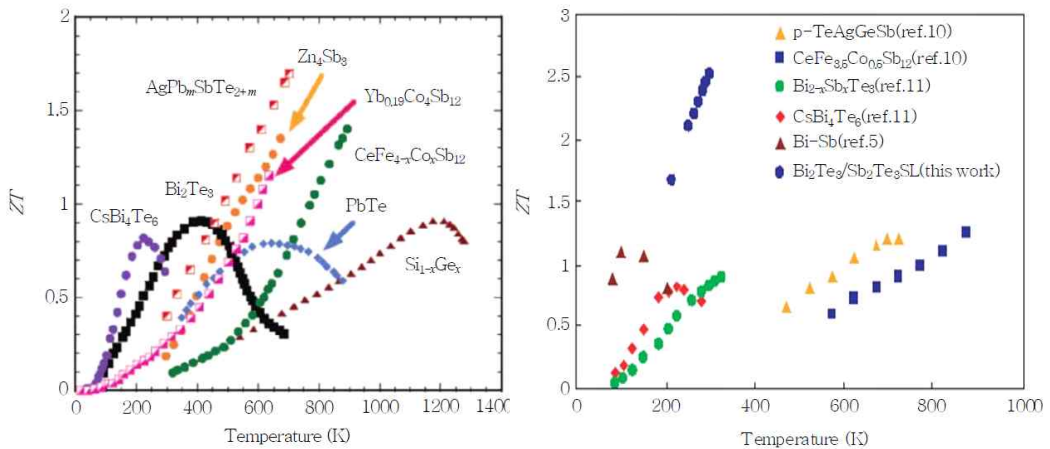 2
1.5
1
0.5
0
ZT
0
200
400
600
800
1000
1200
1400
Temperature (K)
AgPbmSbTe2+m
Zn4Sb3
Yb0.19Co4Sb12
CeFe4-xCoxSb12
Bi2Te3
CsBi4Te6
PbTe
Si1-xGex
3
2.5
2
1.5
1
0.5
0
ZT
0
200
400
600
800
1000
Temperature (K)
p-TeAgGeSb(ref.10)
CeFe3.5Co0.5Sb12(ref.10)
Bi2-xSbxTe3(ref.11)
CsBi4Te6(ref.11)
Bi-Sb(ref.5)
Bi2Te3/Sb2Te3SL(this work)